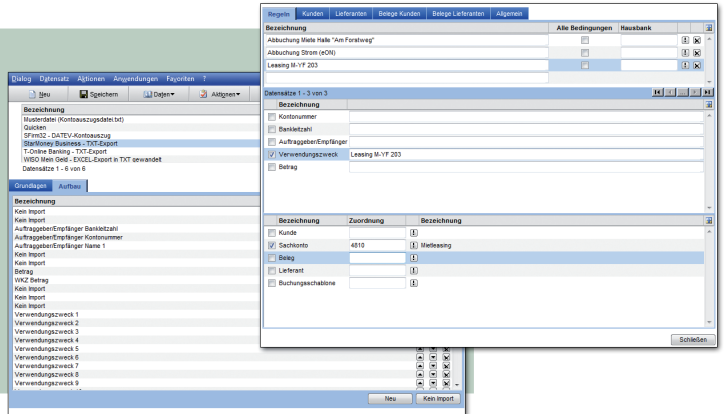 Regeln Kunden Lieferanten Belege Kunden Belege Lieferanten Allgemein
Bezeichnung Alle Bedingungen Hausbank
Abbuchung Miete Halle "Am Forstweg"
Abbuchung Strom (eON)
Leasing M-YF 203
Datensätze 1 - 3 von 3
Bezeichnung
Kontonummer
Bankleitzahl
Auftraggeber/Empfänger
Verwendungszweck Leasing M-YF 203
Betrag
Bezeichnung Zuordnung Bezeichnung
Kunde
Sachkonto 4810 Mietleasing
Beleg
Lieferant
Buchungsschablone
Schließen
Dialog Datensatz Aktionen Anwendungen Favoriten ?
Neu Speichern Daten Aktionen
Bezeichnung
Musterdatei (Kontoauszugsdatei.txt)
Quicken
SFirm32 - DATEV-Kontoauszug
StarMoney Business - TXT-Export
T-Online Banking - TXT-Export
WISO Mein Geld - EXCEL-Export in TXT gewandelt
Datensätze 1 - 6 von 6
Grundlagen Aufbau
Bezeichnung
Kein Import
Kein Import
Auftraggeber/Empfänger Bankleitzahl
Auftraggeber/Empfänger Kontonummer
Auftraggeber/Empfänger Name 1
Kein Import
Kein Import
Betrag
WKZ Betrag
Kein Import
Kein Import
Kein Import
Verwendungszweck 1
Verwendungszweck 2
Verwendungszweck 3
Verwendungszweck 4
Verwendungszweck 5
Verwendungszweck 6
Verwendungszweck 7
Verwendungszweck 8
Verwendungszweck 9
Neu Kein Import